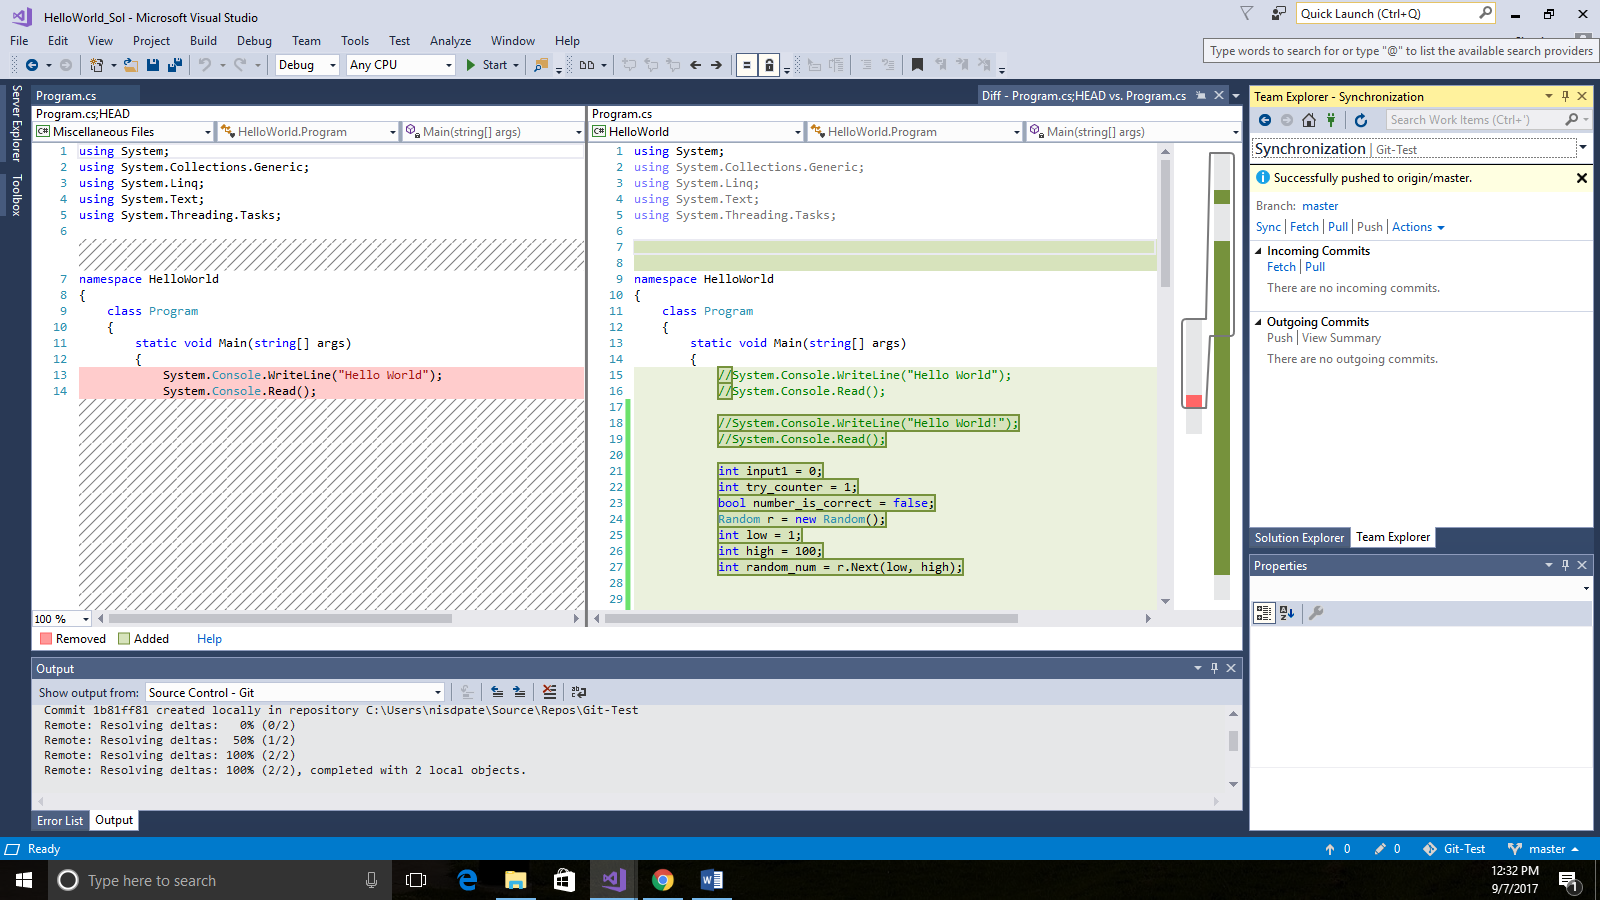 HelloWorld_Sol - Microsoft Visual Studio
Quick Launch (Ctrl+Q)
File Edit View Project Build Debug Team Tools Test Analyze Window Help
Type words to search for or type "@" to list the available search providers
Debug Any CPU Start
Server Explorer
Toolbox
Program.cs
Diff - Program.cs;HEAD vs. Program.cs
Program.cs;HEAD
Miscellaneous Files HelloWorld.Program Main(string[] args)
1 using System;
2 using System.Collections.Generic;
3 using System.Linq;
4 using System.Text;
5 using System.Threading.Tasks;
6
7 namespace HelloWorld
8 {
9 class Program
10 {
11 static void Main(string[] args)
12 {
13 System.Console.WriteLine("Hello World");
14 System.Console.Read();
100 %
Program.cs
HelloWorld HelloWorld.Program Main(string[] args)
1 using System;
2 using System.Collections.Generic;
3 using System.Linq;
4 using System.Text;
5 using System.Threading.Tasks;
6
7
8
9 namespace HelloWorld
10 {
11 class Program
12 {
13 static void Main(string[] args)
14 {
15 //System.Console.WriteLine("Hello World");
16 //System.Console.Read();
17
18 //System.Console.WriteLine("Hello World!");
19 //System.Console.Read();
20
21 int input1 = 0;
22 int try_counter = 1;
23 bool number_is_correct = false;
24 Random r = new Random();
25 int low = 1;
26 int high = 100;
27 int random_num = r.Next(low, high);
28
29
Removed Added Help
Output
Show output from: Source Control - Git
Commit 1b81ff81 created locally in repository C:\Users\nisdpate\Source\Repos\Git-Test
Remote: Resolving deltas: 0% (0/2)
Remote: Resolving deltas: 50% (1/2)
Remote: Resolving deltas: 100% (2/2)
Remote: Resolving deltas: 100% (2/2), completed with 2 local objects.
Error List Output
Team Explorer - Synchronization
Search Work Items (Ctrl+')
Synchronization | Git-Test
Successfully pushed to origin/master.
Branch: master
Sync | Fetch | Pull | Push | Actions
Incoming Commits
Fetch | Pull
There are no incoming commits.
Outgoing Commits
Push | View Summary
There are no outgoing commits.
Solution Explorer Team Explorer
Properties
Ready
0 0 Git-Test master
Type here to search
12:32 PM
9/7/2017
1